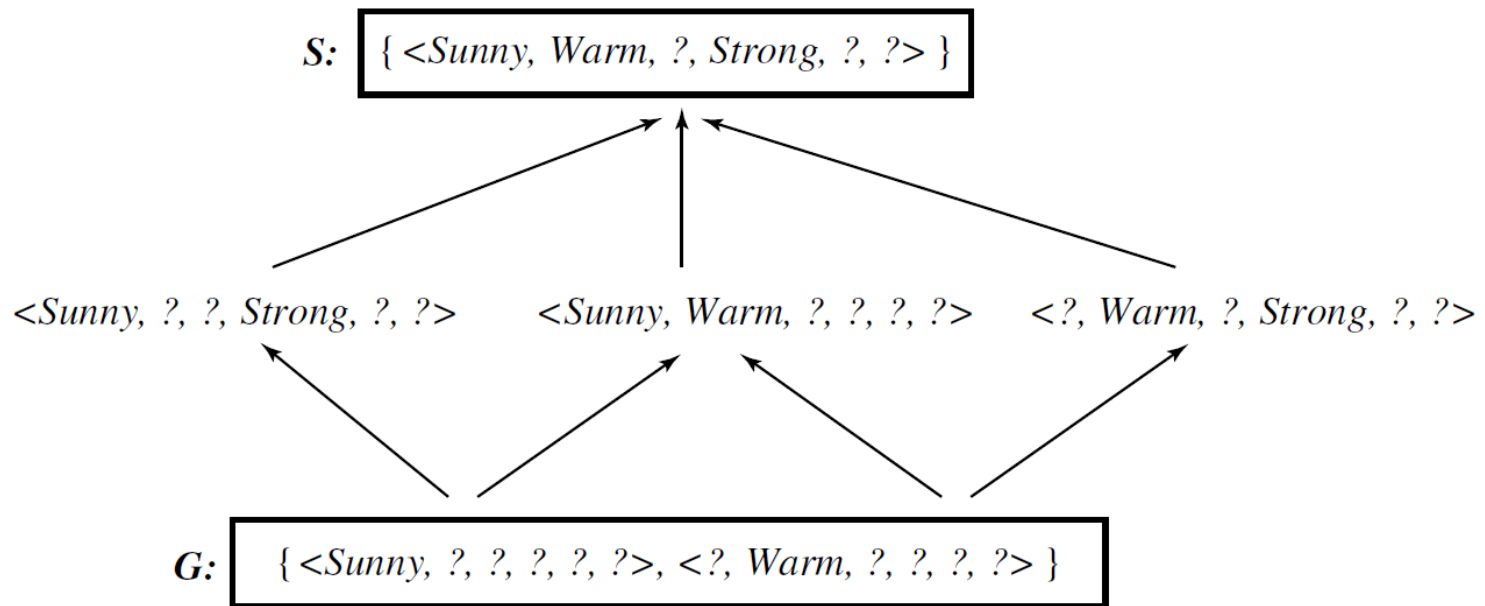 S: { <Sunny, Warm, ?, Strong, ?, ?> }
<Sunny, ?, ?, Strong, ?, ?> <Sunny, Warm, ?, ?, ?, ?> <?, Warm, ?, Strong, ?, ?>
G: { <Sunny, ?, ?, ?, ?, ?>, <?, Warm, ?, ?, ?, ?> }